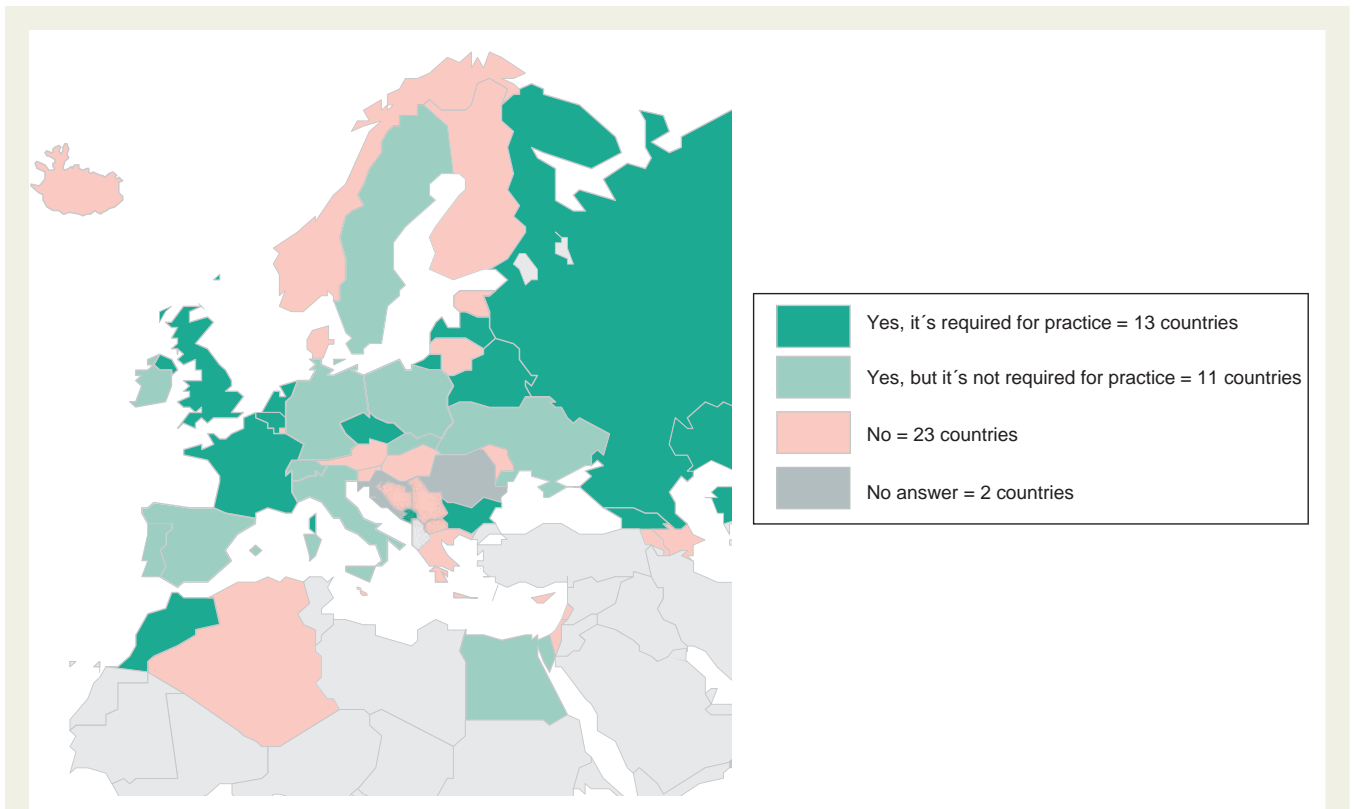 Yes, it´s required for practice = 13 countries
Yes, but it´s not required for practice = 11 countries
No = 23 countries
No answer = 2 countries